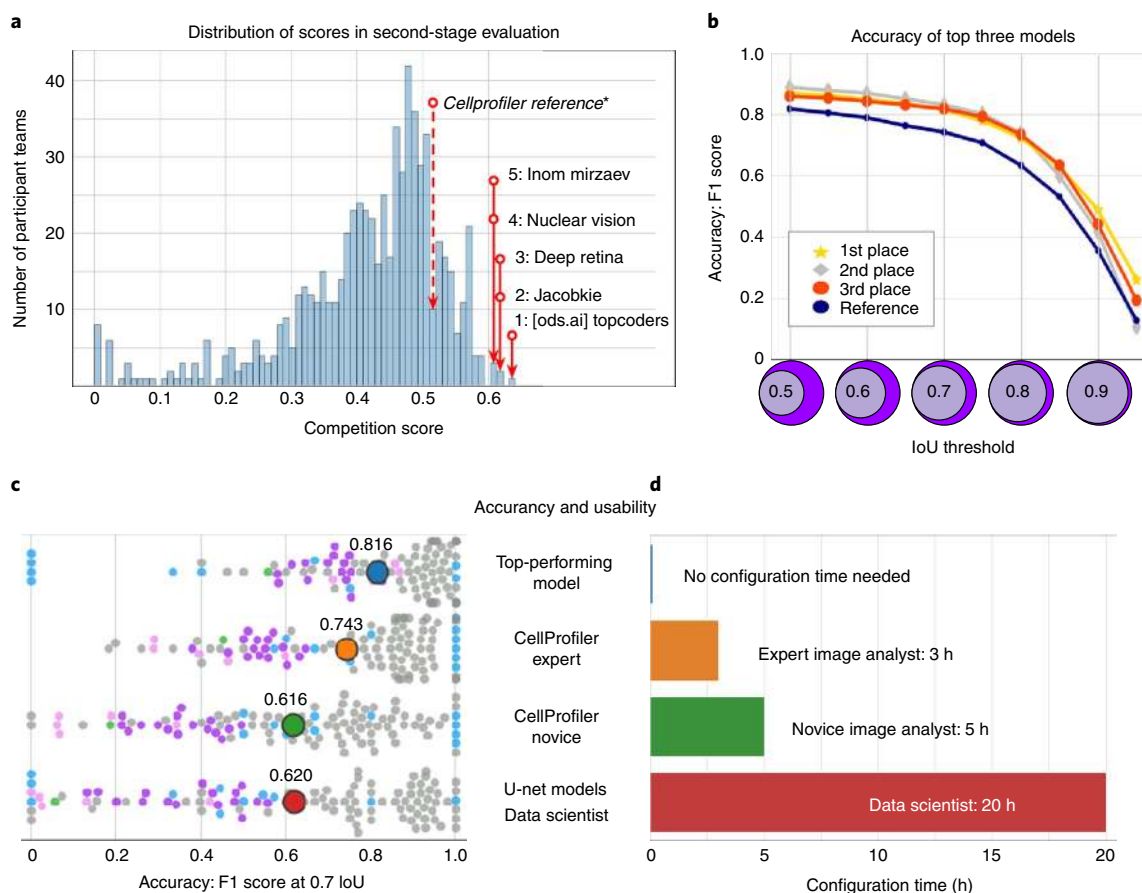 a
Distribution of scores in second-stage evaluation
Number of participant teams
40
30
20
10
Cellprofiler reference*
5: Inom mirzaev
4: Nuclear vision
3: Deep retina
2: Jacobkie
1: [ods.ai] topcoders
0
0.1
0.2
0.3
0.4
0.5
0.6
Competition score
b
Accuracy of top three models
Accuracy: F1 score
1.0
0.8
0.6
0.4
0.2
0
1st place
2nd place
3rd place
Reference
0.5
0.6
0.7
0.8
0.9
IoU threshold
c
Accurancy and usability
0.816
0.743
0.616
0.620
0
0.2
0.4
0.6
0.8
1.0
Accuracy: F1 score at 0.7 IoU
Top-performing
model
CellProfiler
expert
CellProfiler
novice
U-net models
Data scientist
d
No configuration time needed
Expert image analyst: 3 h
Novice image analyst: 5 h
Data scientist: 20 h
0
5
10
15
20
Configuration time (h)